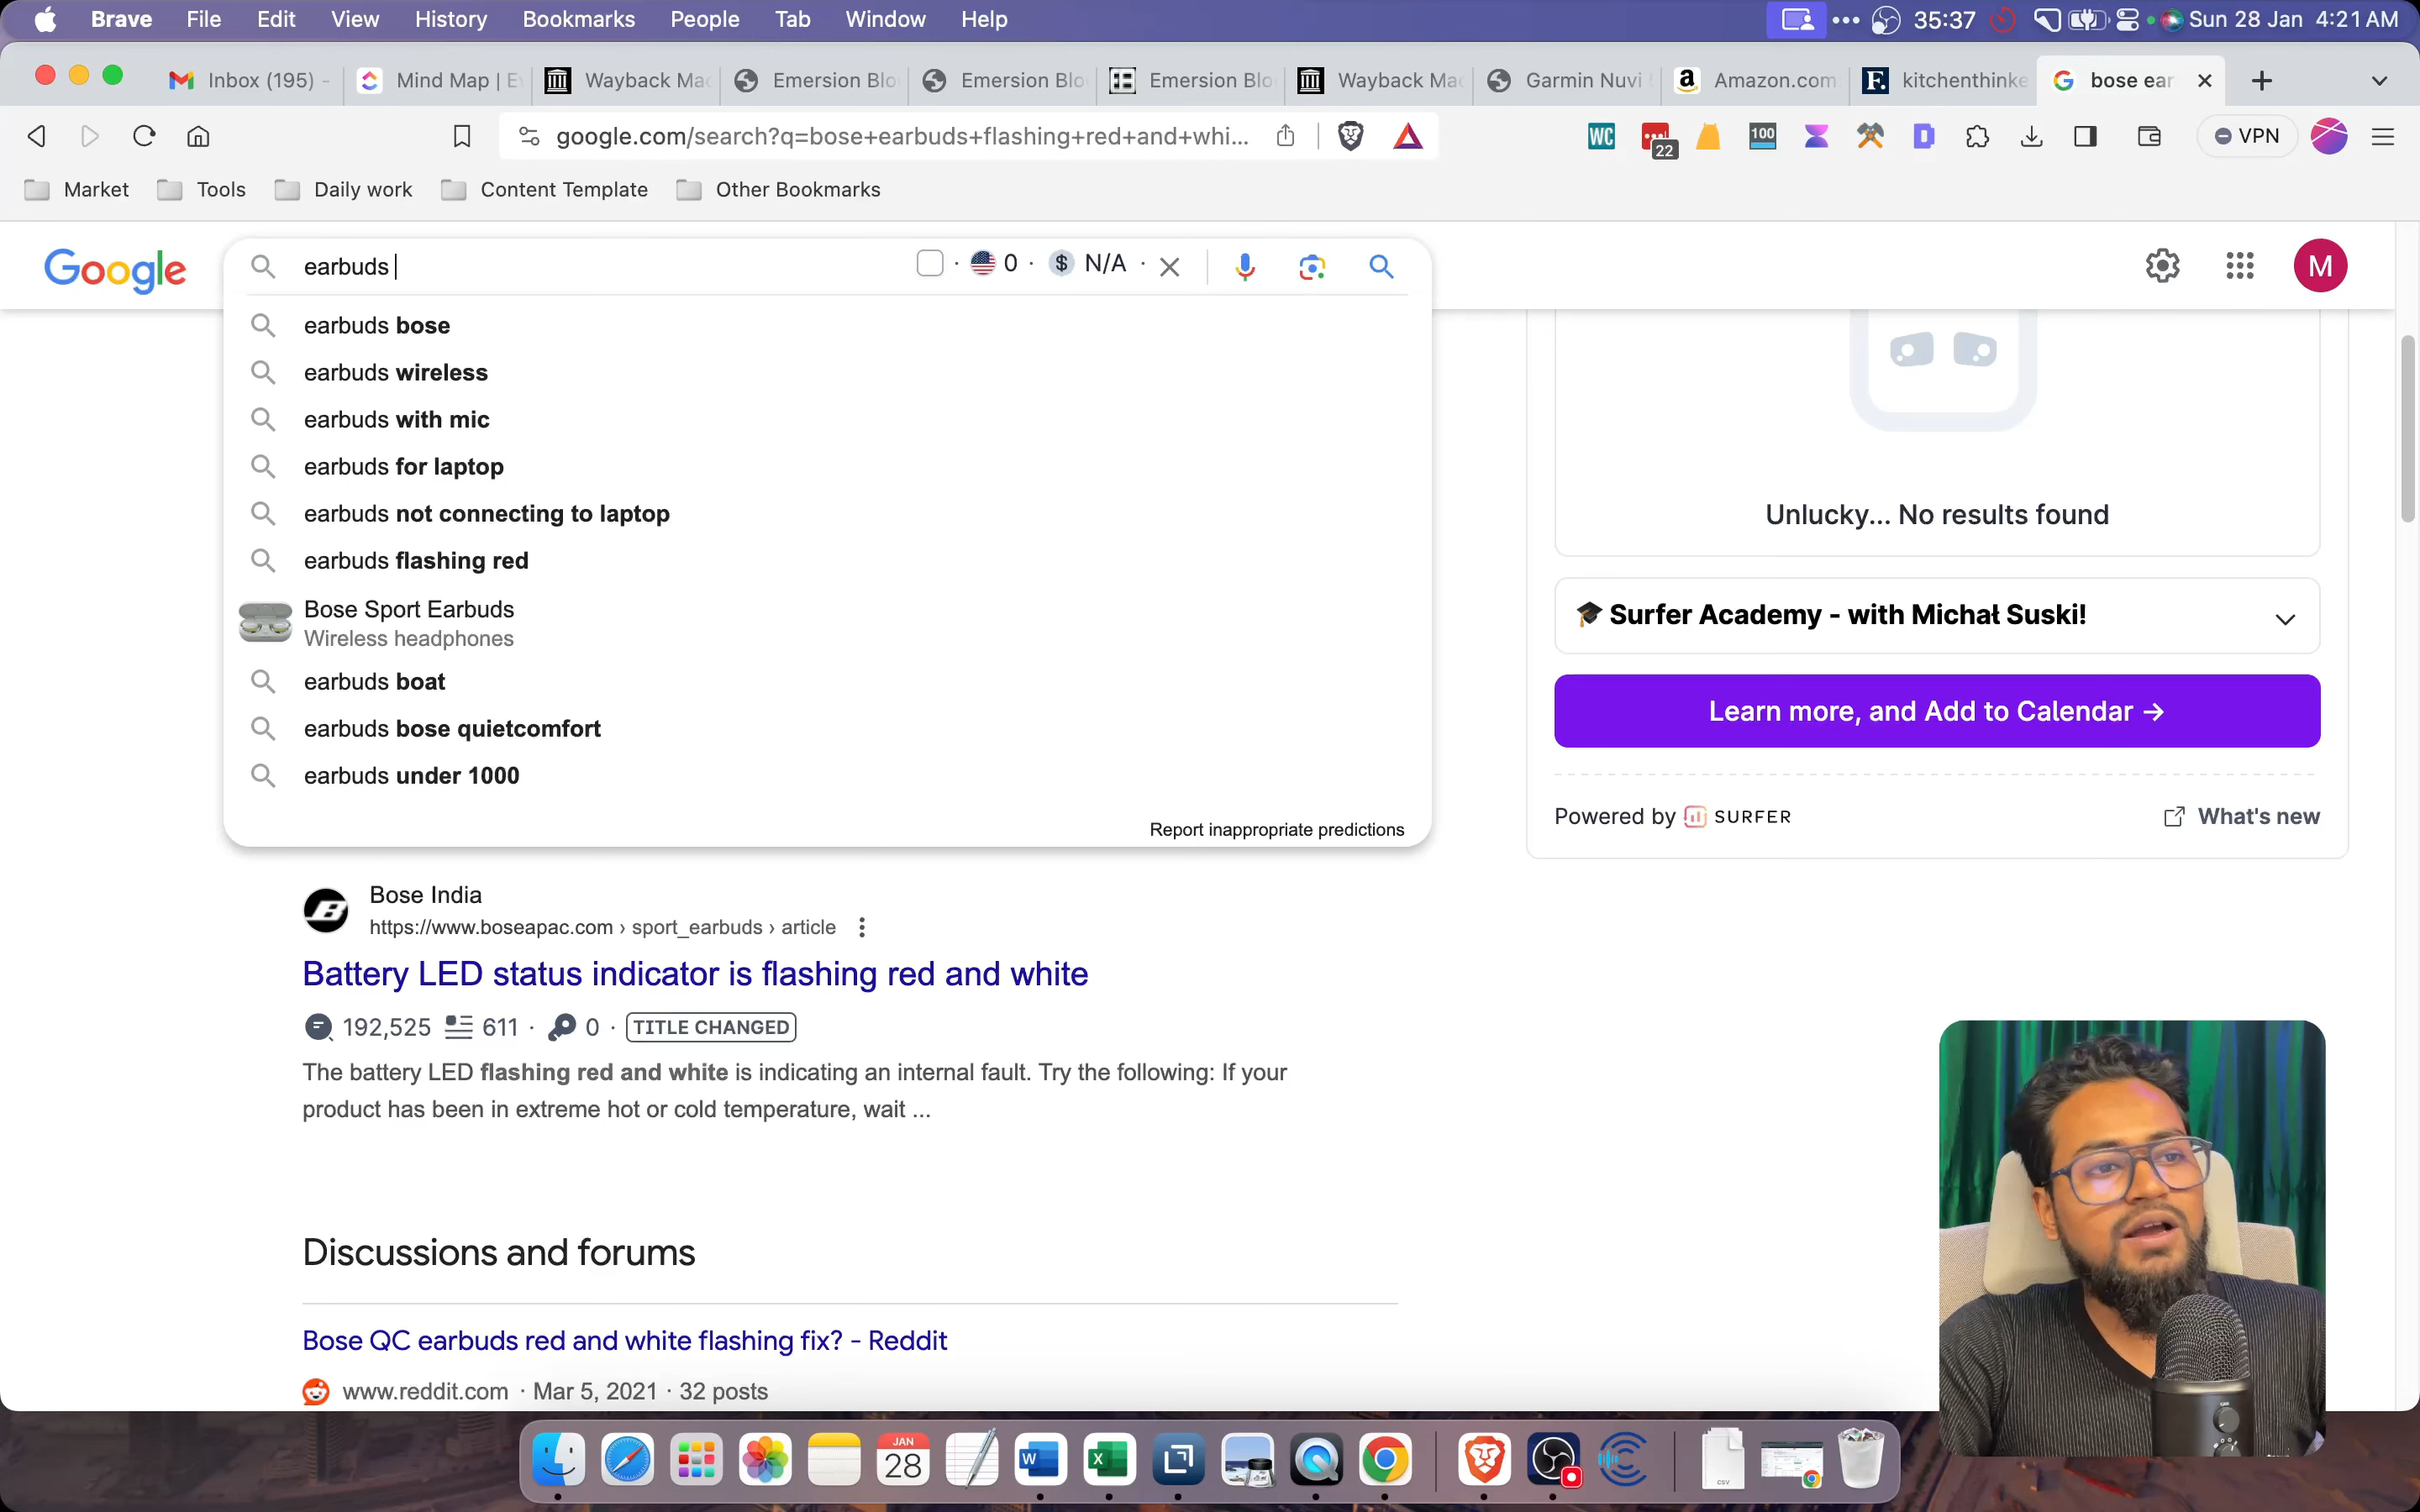 Brave File Edit View History Bookmarks People Tab Window Help 35:37 Sun 28 Jan 4:21 AM
Inbox (195) - Mind Map | E Wayback Mac Emersion Blo Emersion Blo Emersion Blo Wayback Mac Garmin Nuvi Amazon.com kitchenthinke bose ear
google.com/search?q=bose+earbuds+flashing+red+and+whi... WC 22 100 D VPN
Market Tools Daily work Content Template Other Bookmarks
Google earbuds 0 · $ N/A · M
earbuds bose
earbuds wireless
earbuds with mic
earbuds for laptop
earbuds not connecting to laptop
earbuds flashing red
Bose Sport Earbuds
Wireless headphones
earbuds boat
earbuds bose quietcomfort
earbuds under 1000
Report inappropriate predictions
Unlucky... No results found
Surfer Academy - with Michał Suski!
Learn more, and Add to Calendar →
Powered by SURFER What's new
Bose India
https://www.boseapac.com › sport_earbuds › article
Battery LED status indicator is flashing red and white
192,525 611 · 0 · TITLE CHANGED
The battery LED flashing red and white is indicating an internal fault. Try the following: If your
product has been in extreme hot or cold temperature, wait ...
Discussions and forums
Bose QC earbuds red and white flashing fix? - Reddit
www.reddit.com · Mar 5, 2021 · 32 posts
JAN
28
W
X
CSV